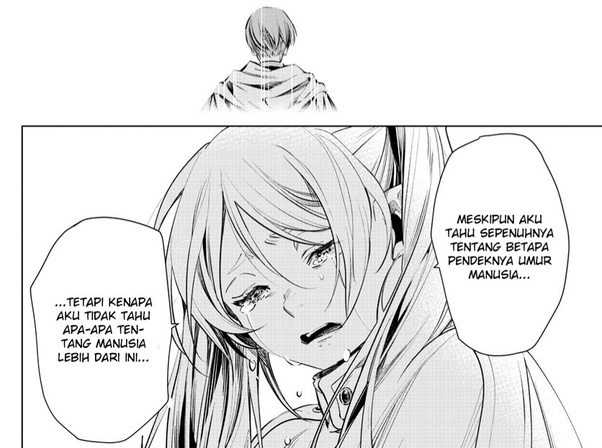 MESKIPUN AKU
TAHU SEPENUHNYA
TENTANG BETAPA
PENDEKNYA UMUR
MANUSIA...
...TETAPI KENAPA
AKU TIDAK TAHU
APA-APA TEN-
TANG MANUSIA
LEBIH DARI INI...